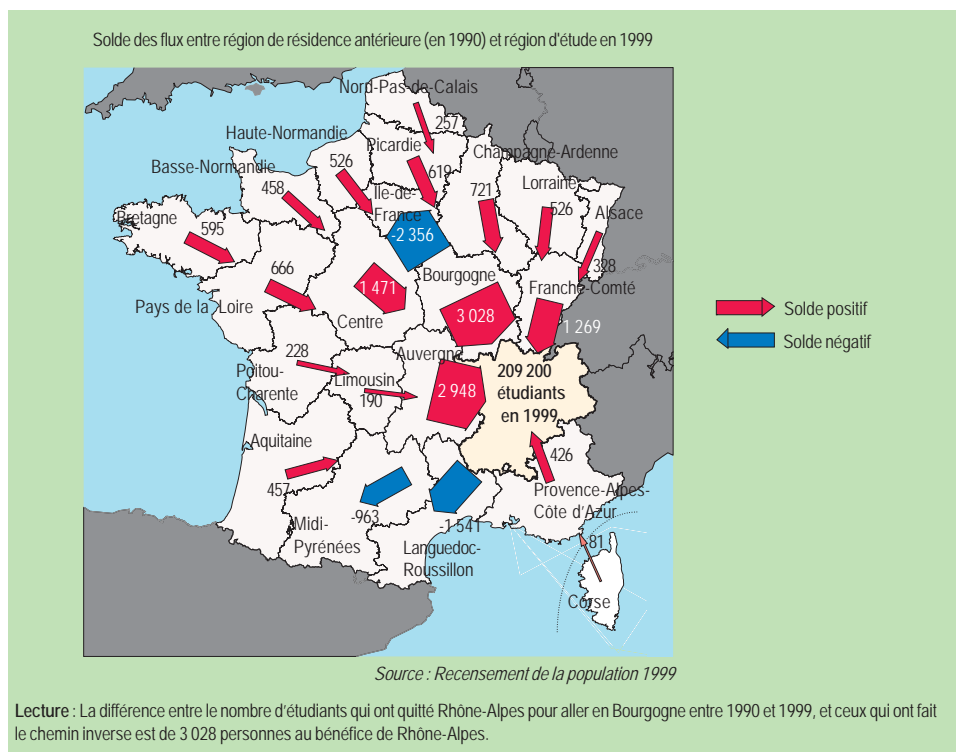 Solde des flux entre région de résidence antérieure (en 1990) et région d'étude en 1999
Nord-Pas-de-Calais
257
Haute-Normandie
Picardie
Champagne-Ardenne
Basse-Normandie
526
619
Lorraine
458
721
526
Alsace
Ile-de-
France
Bretagne
595
-2 356
328
666
Bourgogne
Franche-Comté
1 471
Pays de la Loire
Centre
3 028
1 269
Solde positif
Solde négatif
228
Auvergne
Poitou-
Charente
Limousin
190
2 948
209 200
étudiants
en 1999
Aquitaine
426
457
Provence-Alpes-
Côte d'Azur
-963
-1 541
Midi-
Pyrénées
Languedoc-
Roussillon
81
Corse
Source : Recensement de la population 1999
Lecture : La différence entre le nombre d'étudiants qui ont quitté Rhône-Alpes pour aller en Bourgogne entre 1990 et 1999, et ceux qui ont fait
le chemin inverse est de 3 028 personnes au bénéfice de Rhône-Alpes.